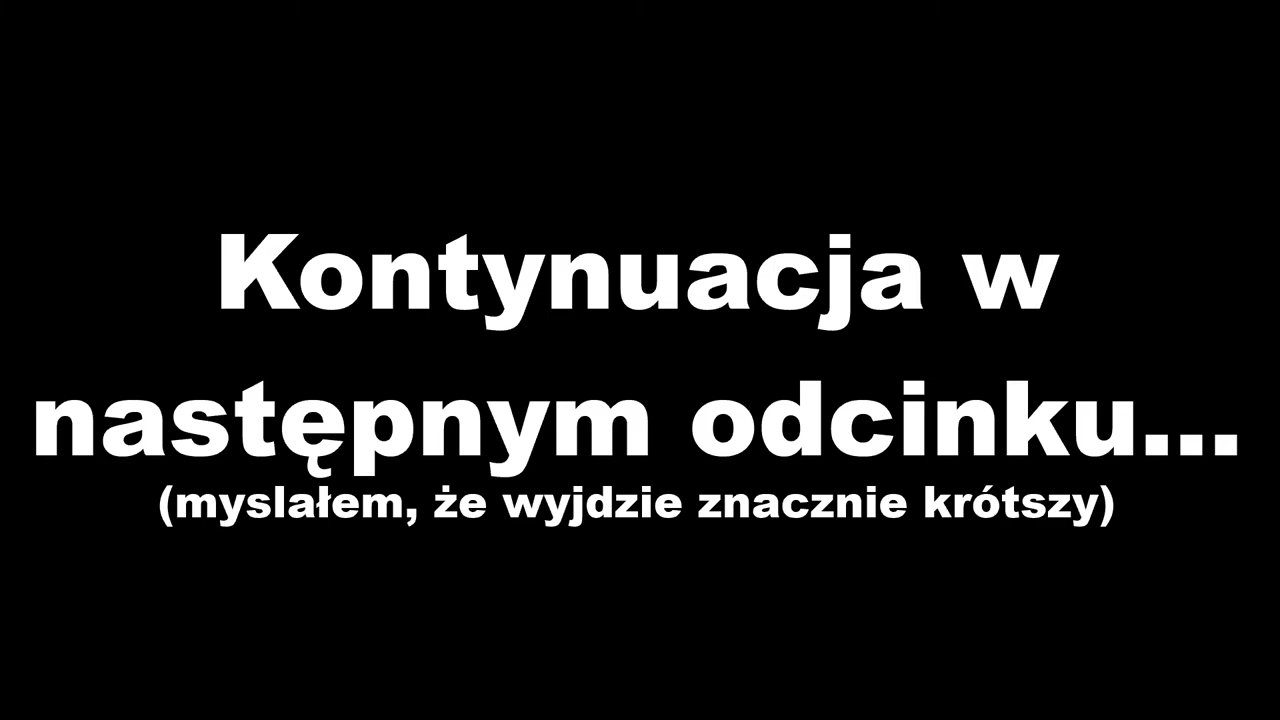 Kontynuacja w
następnym odcinku...
(myslałem, że wyjdzie znacznie krótszy)